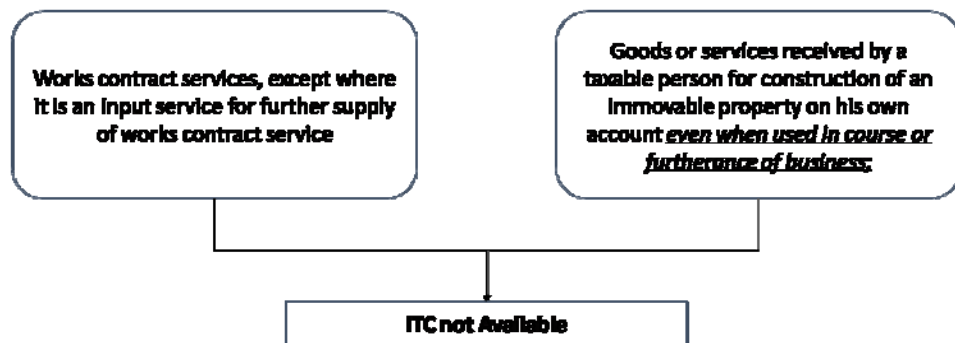 Works contract services, except where
it is an input service for further supply
of works contract service
Goods or services received by a
taxable person for construction of an
immovable property on his own
account even when used in course or
furtherance of business;
ITC not Available